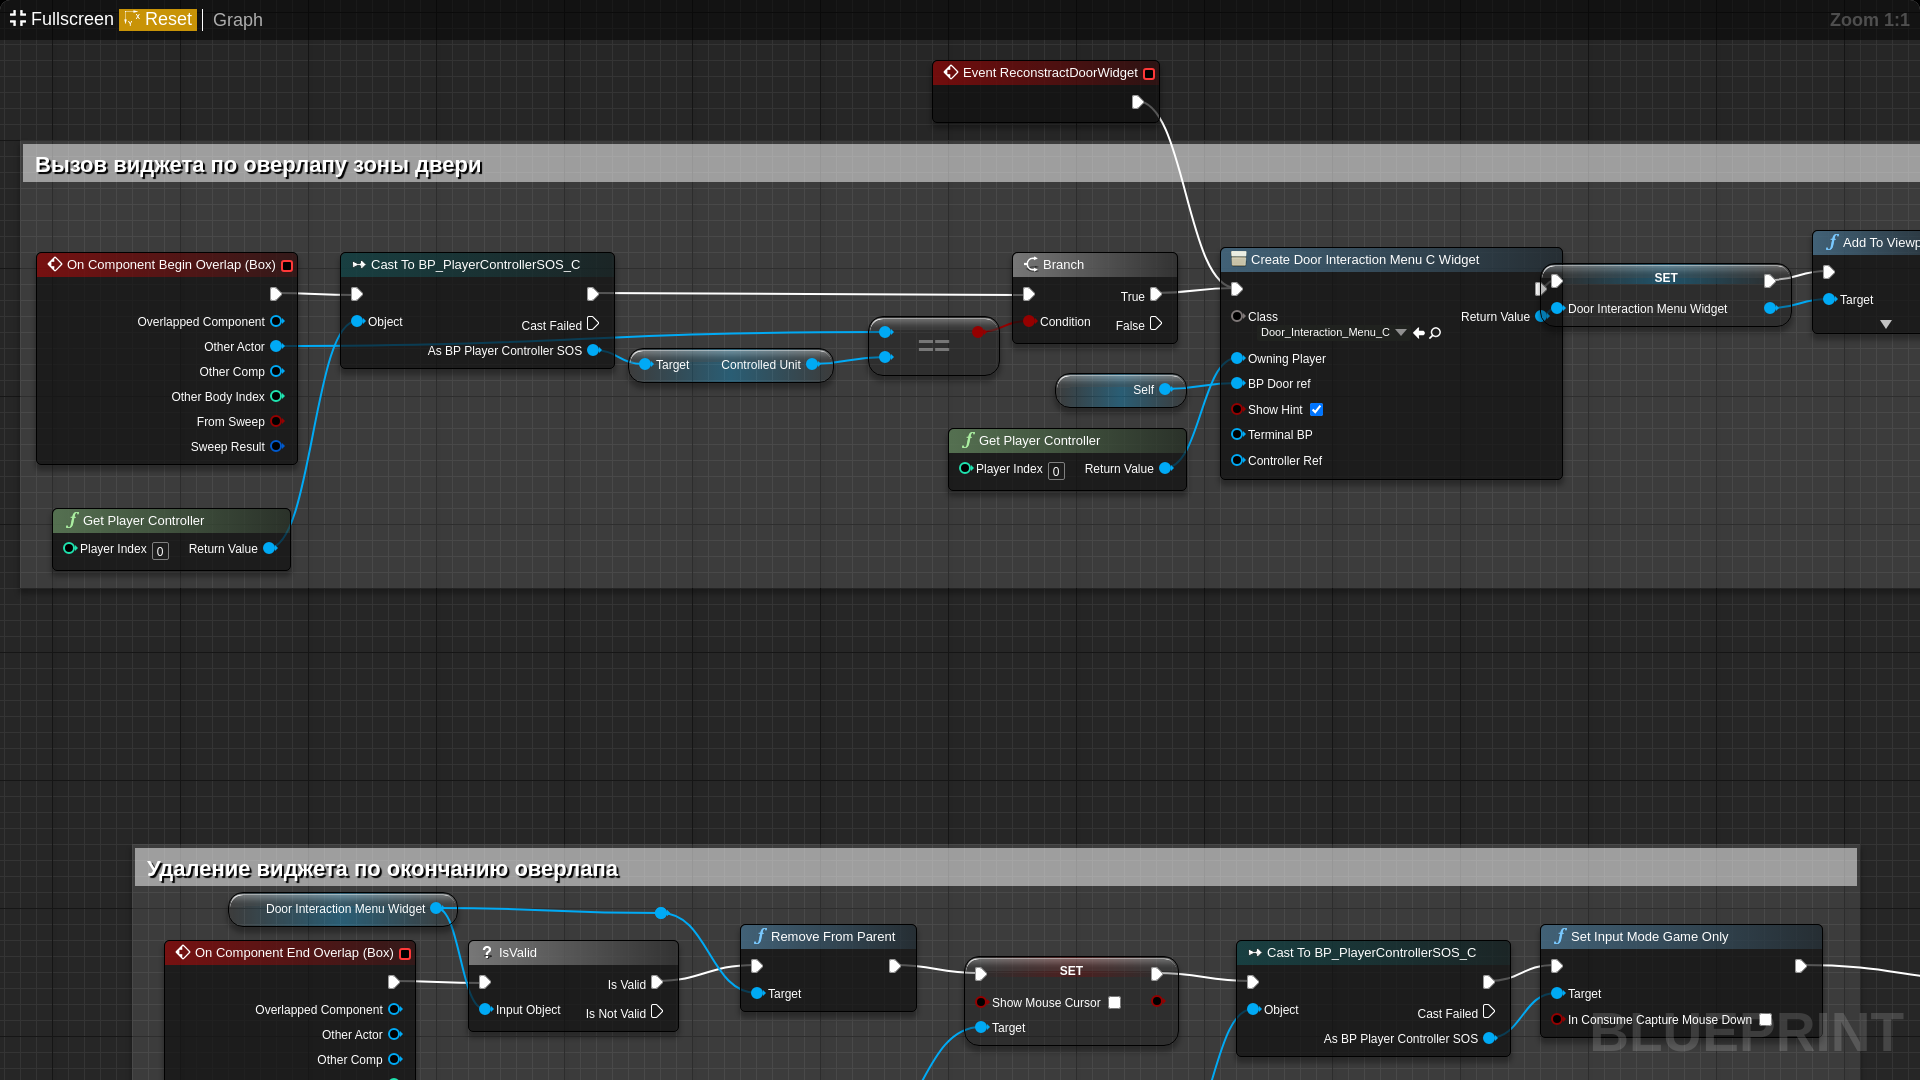 Fullscreen Reset Graph Zoom 1:1
Event ReconstractDoorWidget
Вызов виджета по оверлапу зоны двери
On Component Begin Overlap (Box)
Overlapped Component
Other Actor
Other Comp
Other Body Index
From Sweep
Sweep Result
Get Player Controller
Player Index 0 Return Value
Cast To BP_PlayerControllerSOS_C
Object
Cast Failed
As BP Player Controller SOS
Target Controlled Unit
==
Branch
True
Condition
False
Self
Get Player Controller
Player Index 0 Return Value
Create Door Interaction Menu C Widget
Class
Return Value
Door_Interaction_Menu_C
Owning Player
BP Door ref
Show Hint
Terminal BP
Controller Ref
SET
Door Interaction Menu Widget
Add To Viewp
Target
Удаление виджета по окончанию оверлапа
Door Interaction Menu Widget
On Component End Overlap (Box)
Overlapped Component
Other Actor
Other Comp
? IsValid
Is Valid
Input Object
Is Not Valid
Remove From Parent
Target
SET
Show Mouse Cursor
Target
Cast To BP_PlayerControllerSOS_C
Object
Cast Failed
As BP Player Controller SOS
Set Input Mode Game Only
Target
In Consume Capture Mouse Down
BLUEPRINT